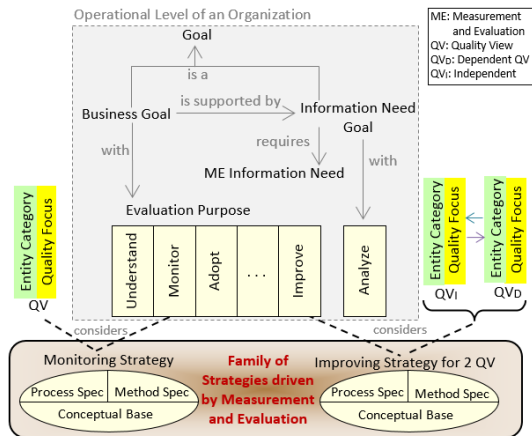 Operational Level of an Organization
ME: Measurement
and Evaluation
QV: Quality View
QVD: Dependent QV
QVI: Independent
Goal
is a
is supported by
Business Goal
Information Need
Goal
with
requires
with
ME Information Need
Evaluation Purpose
Understand
Monitor
Adopt
. . .
Improve
Analyze
Entity Category
Quality Focus
QV
Entity Category
Quality Focus
QVI
Entity Category
Quality Focus
QVD
considers
considers
Monitoring Strategy
Process Spec
Method Spec
Conceptual Base
Family of
Strategies driven
by Measurement
and Evaluation
Improving Strategy for 2 QV
Process Spec
Method Spec
Conceptual Base